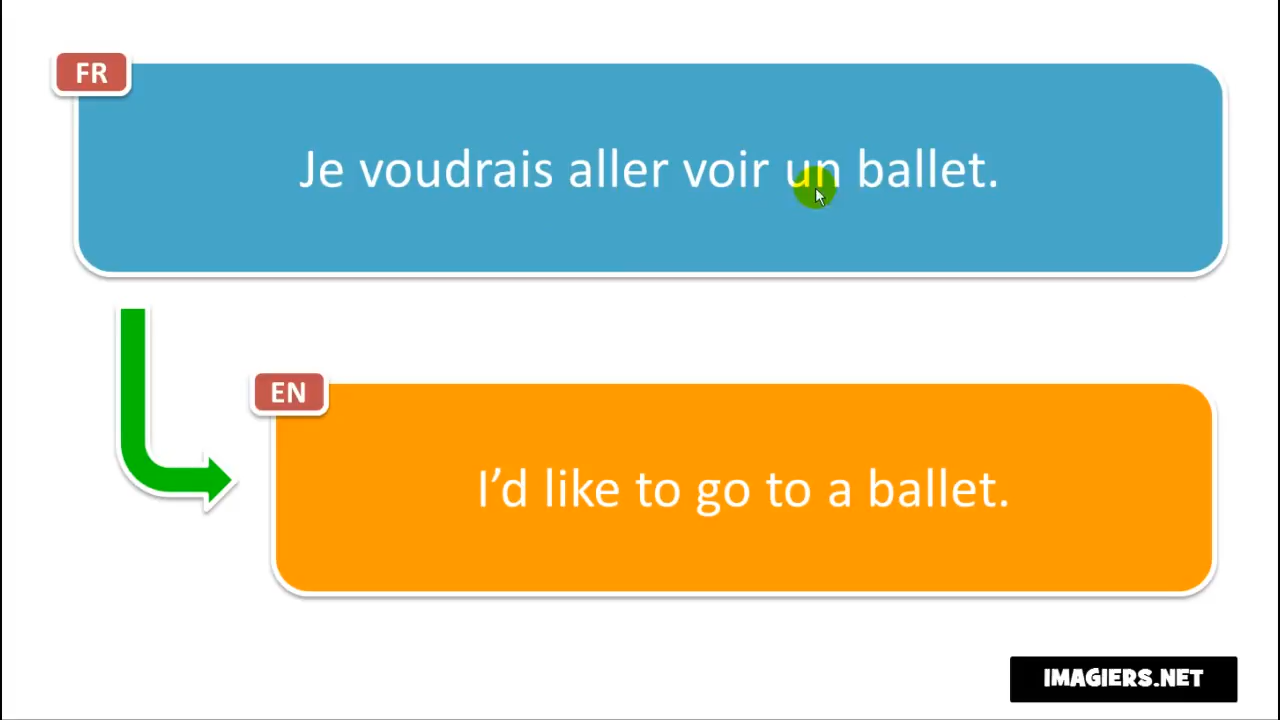 FR
Je voudrais aller voir un ballet.
EN
I’d like to go to a ballet.
IMAGIERS.NET